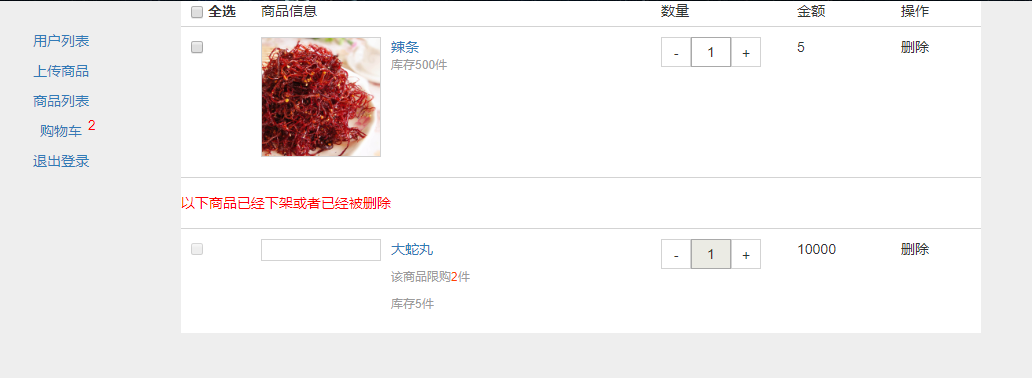 全选 商品信息 数量 金额 操作
用户列表
上传商品
商品列表
购物车 2
退出登录
辣条 - 1 + 5 删除
库存500件
以下商品已经下架或者已经被删除
大蛇丸 - 1 + 10000 删除
该商品限购2件
库存5件